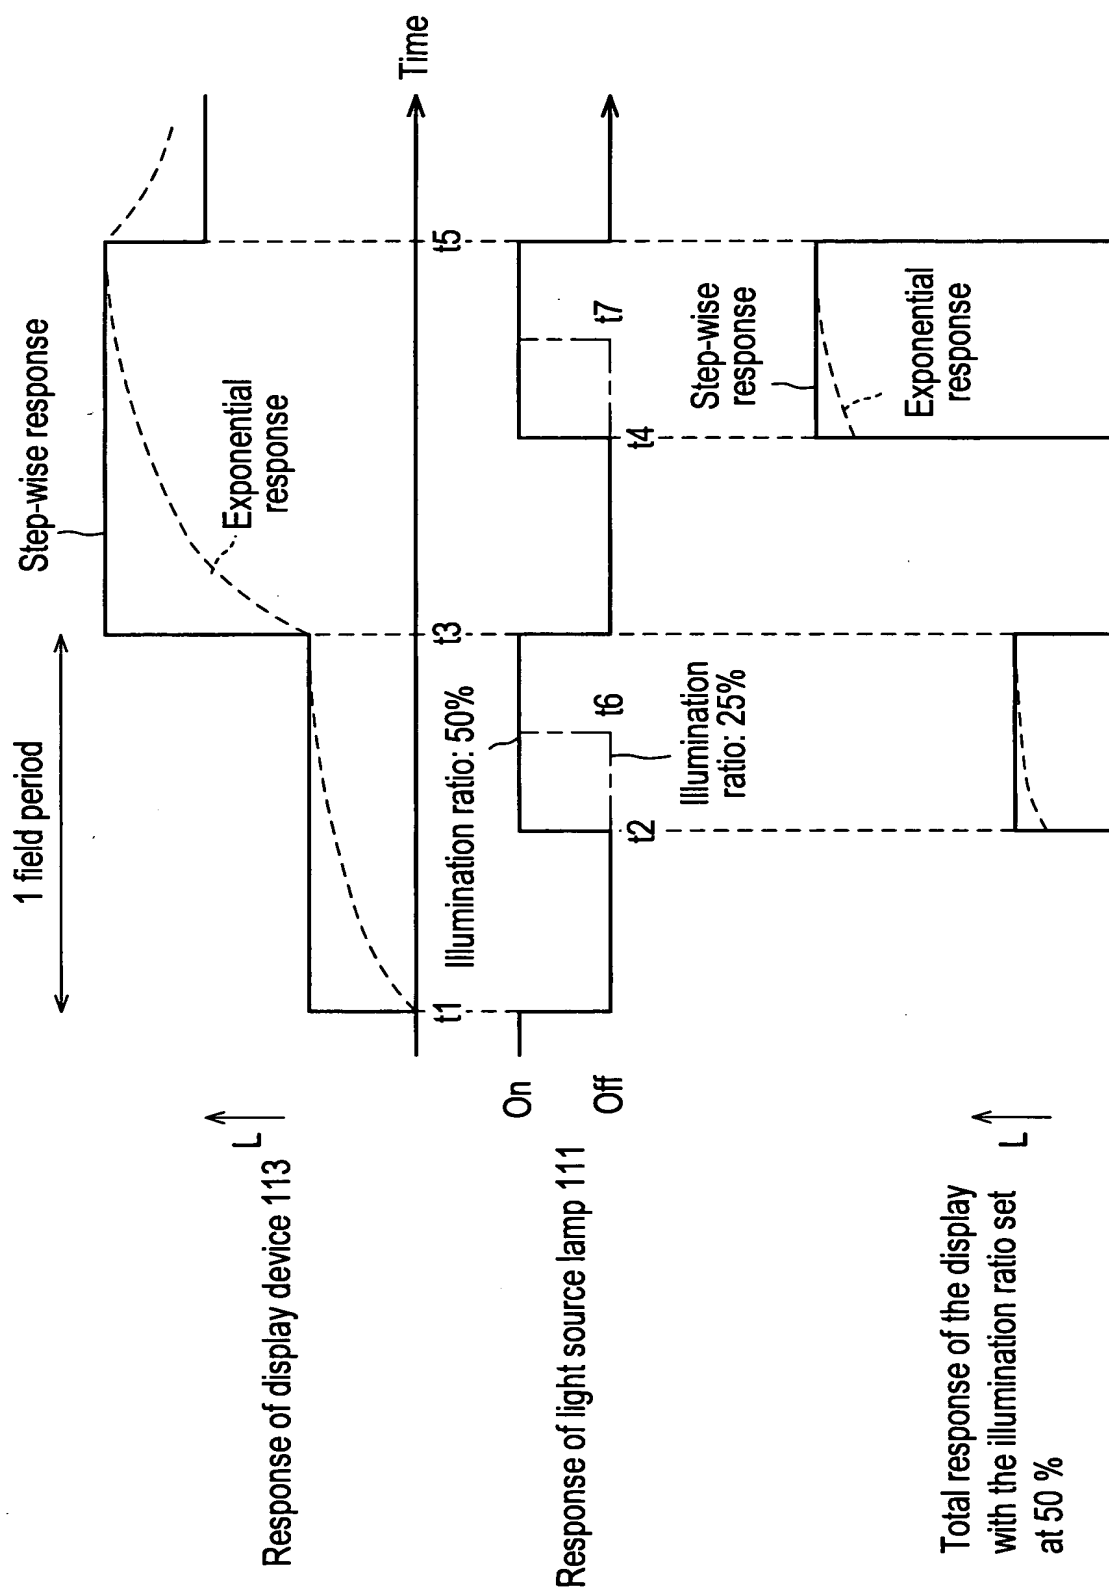 1 field period
Step-wise response
Exponential
response
L
Response of display device 113
Time
t1
t3
t5
Illumination ratio: 50%
On
Off
Response of light source lamp 111
t2
t6
t4
t7
Illumination
ratio: 25%
Step-wise
response
Exponential
response
L
Total response of the display
with the illumination ratio set
at 50 %